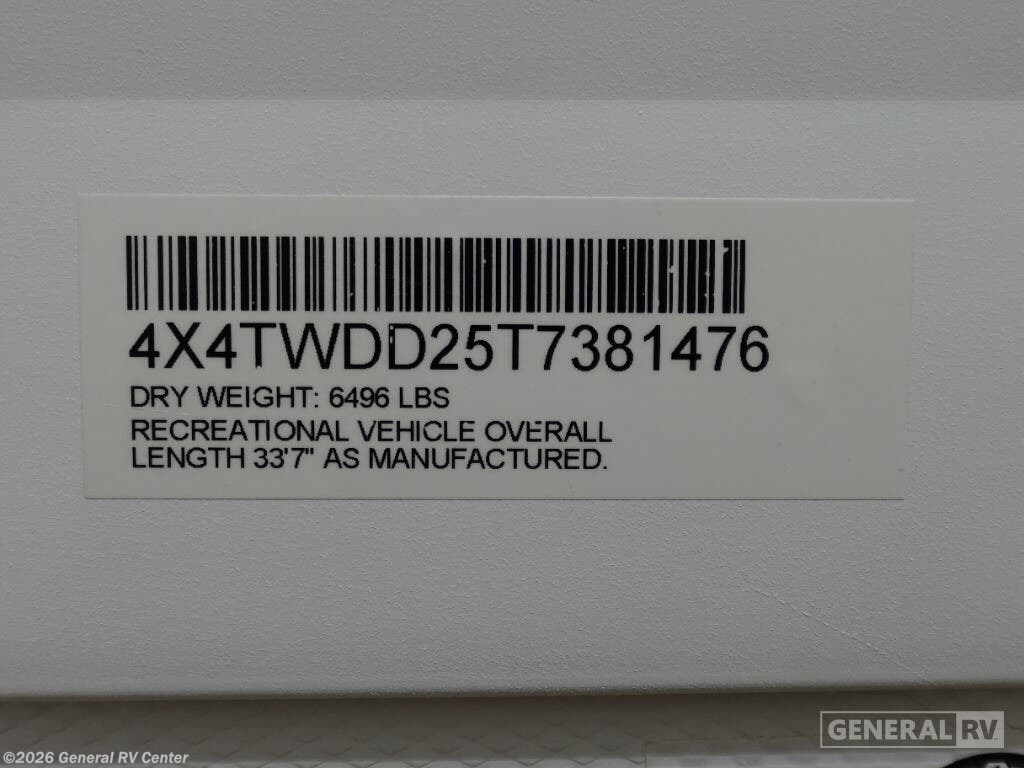 4X4TWDD25T7381476
DRY WEIGHT: 6496 LBS
RECREATIONAL VEHICLE OVERALL
LENGTH 33'7" AS MANUFACTURED.
GENERAL RV
©2026 General RV Center